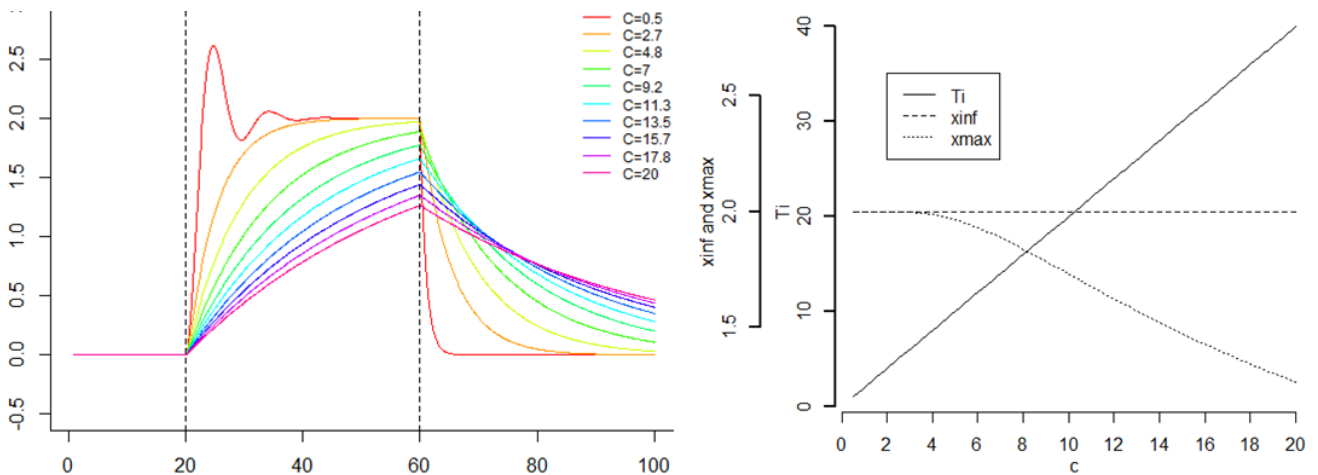 C=0.5
C=2.7
C=4.8
C=7
C=9.2
C=11.3
C=13.5
C=15.7
C=17.8
C=20
2.5
2.0
1.5
1.0
0.5
0.0
-0.5
0 20 40 60 80 100
xinf and xmax
2.5
2.0
1.5
Ti
40
30
20
10
0
Ti
xinf
xmax
0 2 4 6 8 10 12 14 16 18 20
c